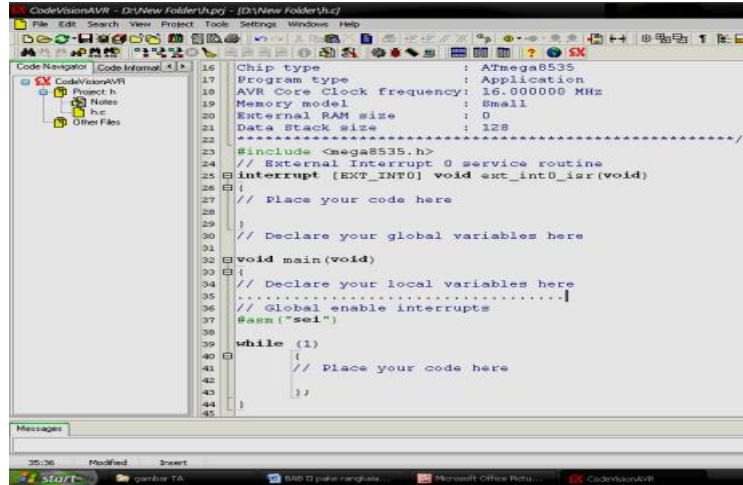 CodeVisionAVR - D:\New Folder\h.prj - [D:\New Folder\h.c]
File Edit Search View Project Tools Settings Windows Help
Code Navigator Code Informat
CodeVisionAVR
Project: h
Notes
h.c
Other Files
16 Chip type : ATmega8535
17 Program type : Application
18 AVR Core Clock frequency: 16.000000 MHz
19 Memory model : Small
20 External RAM size : 0
21 Data Stack size : 128
22 *****************************************************/
23 #include <mega8535.h>
24 // External Interrupt 0 service routine
25 interrupt [EXT_INT0] void ext_int0_isr(void)
26 {
27 // Place your code here
28
29 }
30 // Declare your global variables here
31
32 void main(void)
33 {
34 // Declare your local variables here
35 ...................................
36 // Global enable interrupts
37 #asm("sei")
38
39 while (1)
40 {
41 // Place your code here
42
43 };
44 }
45
Messages
35:36 Modified Insert
start gambar TA BAB II pake rangkaia... Microsoft Office Pictu... CodeVisionAVR